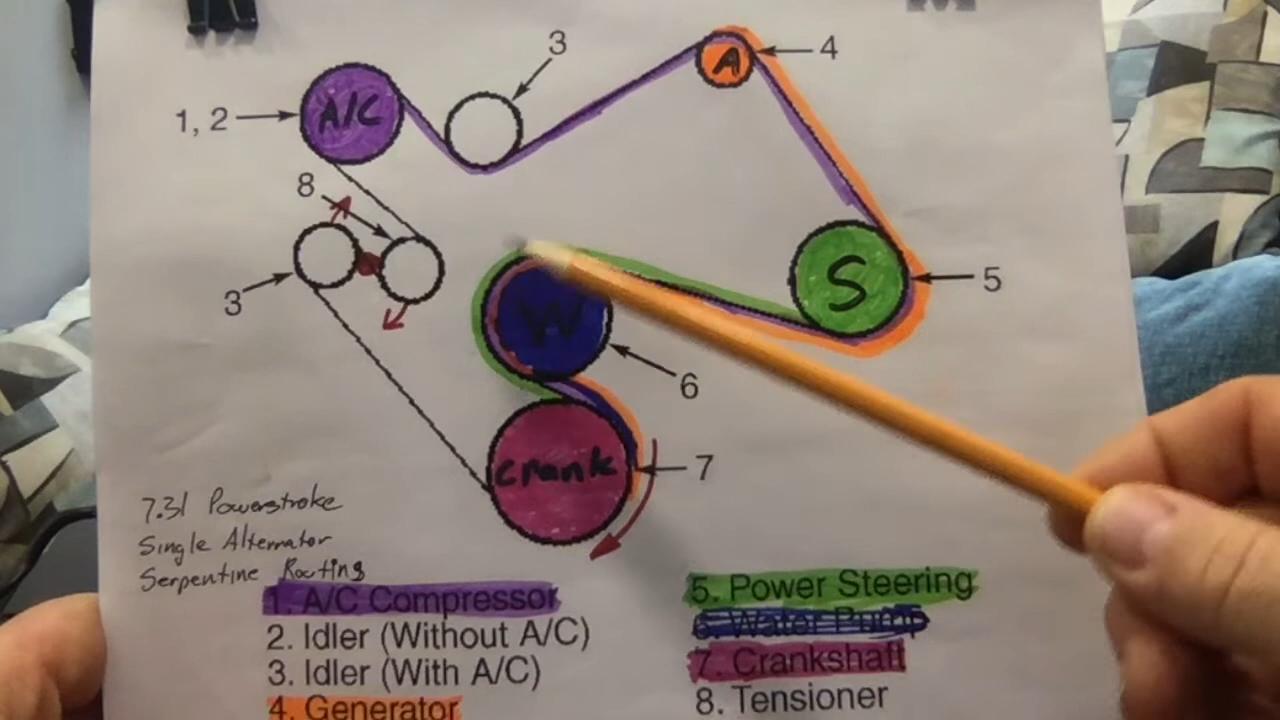 A
4
3
1, 2
A/C
8
3
S
5
W
6
crank
7
7.3l Powerstroke
Single Alternator
Serpentine Routing
1. A/C Compressor
2. Idler (Without A/C)
3. Idler (With A/C)
4. Generator
5. Power Steering
6. Water Pump
7. Crankshaft
8. Tensioner